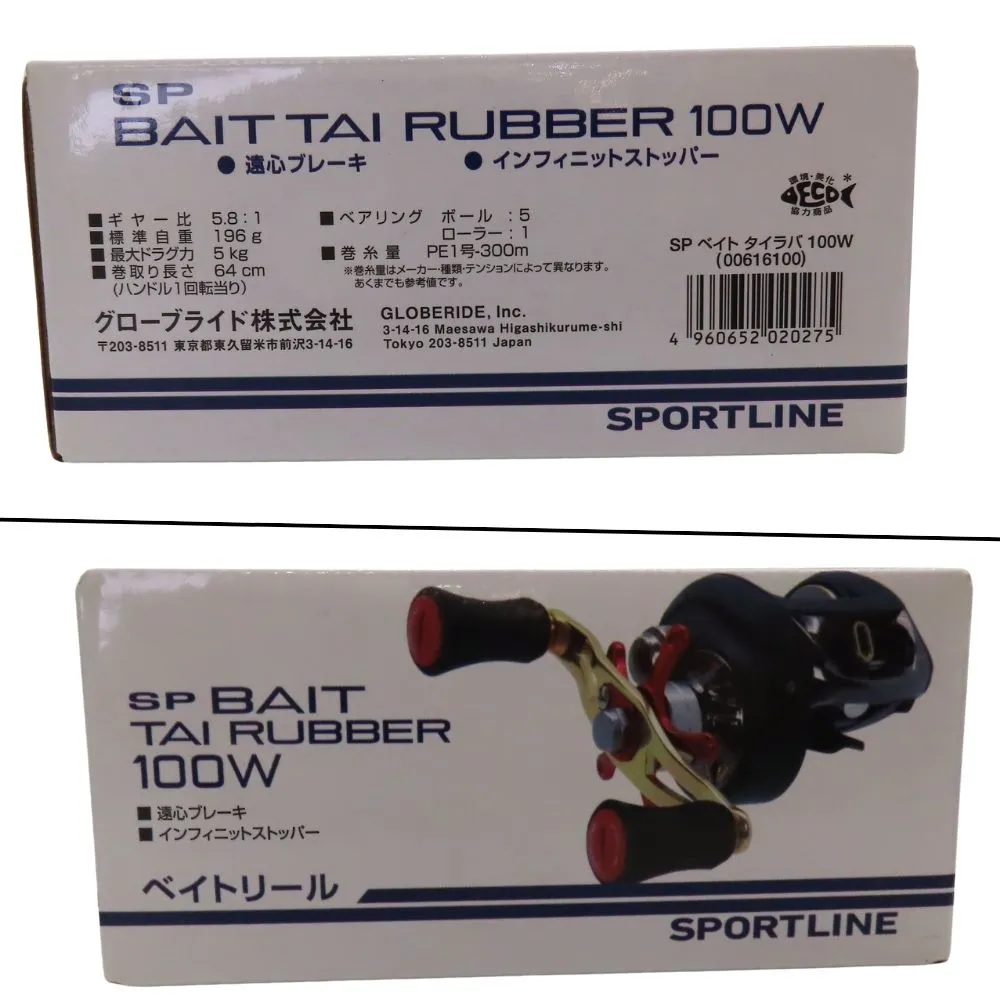 SP
BAIT TAI RUBBER 100W
● 遠心ブレーキ ● インフィニットストッパー
■ ギヤー比 5.8:1
■ 標準自重 196g
■ 最大ドラグ力 5kg
■ 巻取り長さ 64cm
(ハンドル1回転当り)
■ ベアリング ボール:5
ローラー:1
■ 巻糸量 PE1号-300m
※巻糸量はメーカー・種類・テンションによって異なります。
あくまでも参考値です。
環境・美化
ECO
*
協力商品
SP ベイト タイラバ 100W
(00616100)
4 960652 020275
グローブライド株式会社
〒203-8511 東京都東久留米市前沢3-14-16
GLOBERIDE, Inc.
3-14-16 Maesawa Higashikurume-shi
Tokyo 203-8511 Japan
SPORTLINE
SP BAIT
TAI RUBBER
100W
■ 遠心ブレーキ
■ インフィニットストッパー
ベイトリール
SPORTLINE